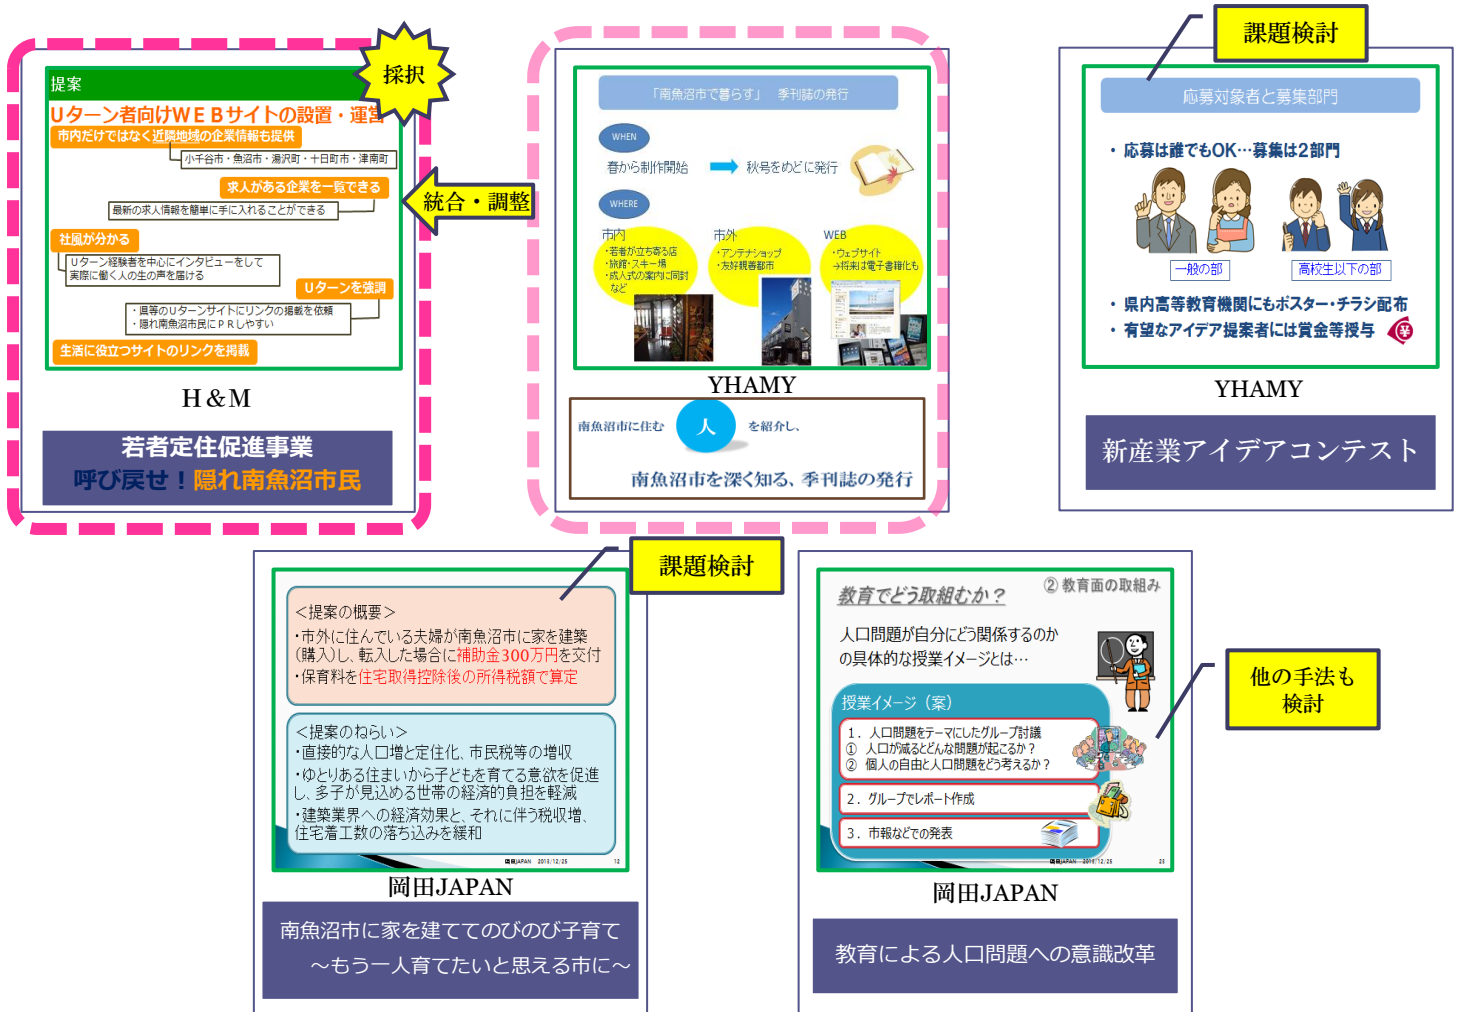 採択
提案
Uターン者向けWEBサイトの設置・運営
市内だけではなく近隣地域の企業情報も提供
小千谷市・魚沼市・湯沢町・十日町市・津南町
求人がある企業を一覧できる
最新の求人情報を簡単に手に入れることができる
社風が分かる
Uターン経験者を中心にインタビューをして
実際に働く人の生の声を届ける
Uターンを強調
・県等のUターンサイトにリンクの掲載を依頼
・隠れ南魚沼市民にPRしやすい
生活に役立つサイトのリンクを掲載
H&M
若者定住促進事業
呼び戻せ！隠れ南魚沼市民
統合・調整
「南魚沼市で暮らす」 季刊誌の発行
WHEN
春から制作開始
秋号をめどに発行
WHERE
市内
・若者が立ち寄る店
・旅館・スキー場
・成人式の案内に同封
など
市外
・アンテナショップ
・友好親善都市
WEB
・ウェブサイト
→将来は電子書籍化も
YHAMY
南魚沼市に住む 人 を紹介し、
南魚沼市を深く知る、季刊誌の発行
課題検討
応募対象者と募集部門
・応募は誰でもOK…募集は2部門
一般の部
高校生以下の部
・県内高等教育機関にもポスター・チラシ配布
・有望なアイデア提案者には賞金等授与
¥
YHAMY
新産業アイデアコンテスト
課題検討
＜提案の概要＞
・市外に住んでいる夫婦が南魚沼市に家を建築
（購入）し、転入した場合に補助金300万円を交付
・保育料を住宅取得控除後の所得税額で算定
＜提案のねらい＞
・直接的な人口増と定住化、市民税等の増収
・ゆとりある住まいから子どもを育てる意欲を促進
し、多子が見込める世帯の経済的負担を軽減
・建築業界への経済効果と、それに伴う税収増、
住宅着工数の落ち込みを緩和
岡田JAPAN 2013/12/25 12
岡田JAPAN
南魚沼市に家を建ててのびのび子育て
～もう一人育てたいと思える市に～
教育でどう取組むか？
②教育面の取組み
人口問題が自分にどう関係するのか
の具体的な授業イメージとは…
授業イメージ（案）
1．人口問題をテーマにしたグループ討議
① 人口が減るとどんな問題が起こるか？
② 個人の自由と人口問題をどう考えるか？
2．グループでレポート作成
3．市報などでの発表
岡田JAPAN 2013/12/25 23
岡田JAPAN
教育による人口問題への意識改革
他の手法も
検討